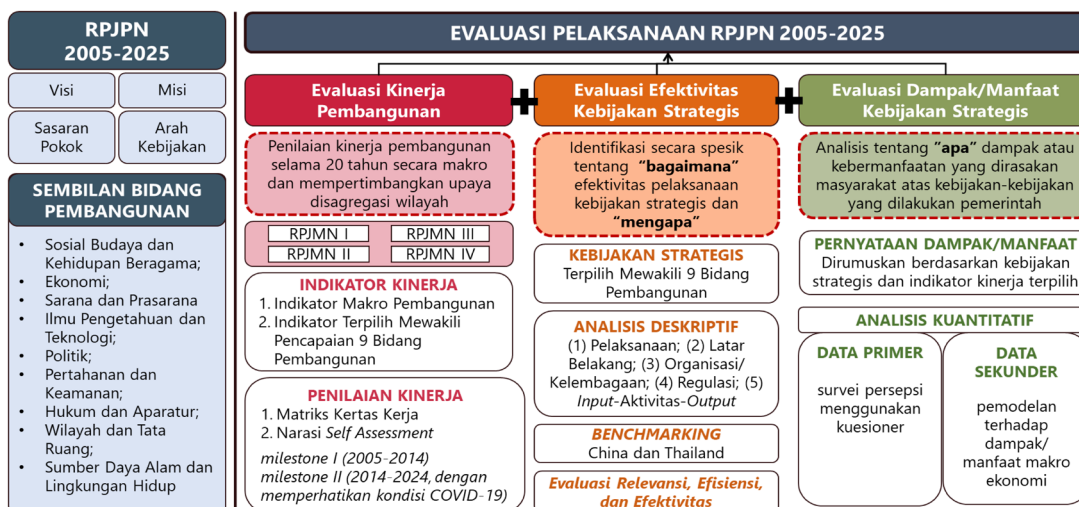 RPJPN
2005-2025
Visi
Misi
Sasaran
Pokok
Arah
Kebijakan
SEMBILAN BIDANG
PEMBANGUNAN
• Sosial Budaya dan
Kehidupan Beragama;
• Ekonomi;
• Sarana dan Prasarana
• Ilmu Pengetahuan dan
Teknologi;
• Politik;
• Pertahanan dan
Keamanan;
• Hukum dan Aparatur;
• Wilayah dan Tata
Ruang;
• Sumber Daya Alam dan
Lingkungan Hidup
EVALUASI PELAKSANAAN RPJPN 2005-2025
Evaluasi Kinerja
Pembangunan
Penilaian kinerja pembangunan
selama 20 tahun secara makro
dan mempertimbangkan upaya
disagregasi wilayah
RPJMN I
RPJMN III
RPJMN II
RPJMN IV
INDIKATOR KINERJA
1. Indikator Makro Pembangunan
2. Indikator Terpilih Mewakili
Pencapaian 9 Bidang
Pembangunan
PENILAIAN KINERJA
1. Matriks Kertas Kerja
2. Narasi Self Assessment
milestone I (2005-2014)
milestone II (2014-2024, dengan
memperhatikan kondisi COVID-19)
+
Evaluasi Efektivitas
Kebijakan Strategis
Identifikasi secara spesik
tentang "bagaimana"
efektivitas pelaksanaan
kebijakan strategis dan
"mengapa"
KEBIJAKAN STRATEGIS
Terpilih Mewakili 9 Bidang
Pembangunan
ANALISIS DESKRIPTIF
(1) Pelaksanaan; (2) Latar
Belakang; (3) Organisasi/
Kelembagaan; (4) Regulasi; (5)
Input-Aktivitas-Output
BENCHMARKING
China dan Thailand
Evaluasi Relevansi, Efisiensi,
dan Efektivitas
+
Evaluasi Dampak/Manfaat
Kebijakan Strategis
Analisis tentang "apa" dampak atau
kebermanfaatan yang dirasakan
masyarakat atas kebijakan-kebijakan
yang dilakukan pemerintah
PERNYATAAN DAMPAK/MANFAAT
Dirumuskan berdasarkan kebijakan
strategis dan indikator kinerja terpilih
ANALISIS KUANTITATIF
DATA PRIMER
survei persepsi
menggunakan
kuesioner
DATA
SEKUNDER
pemodelan
terhadap
dampak/
manfaat makro
ekonomi